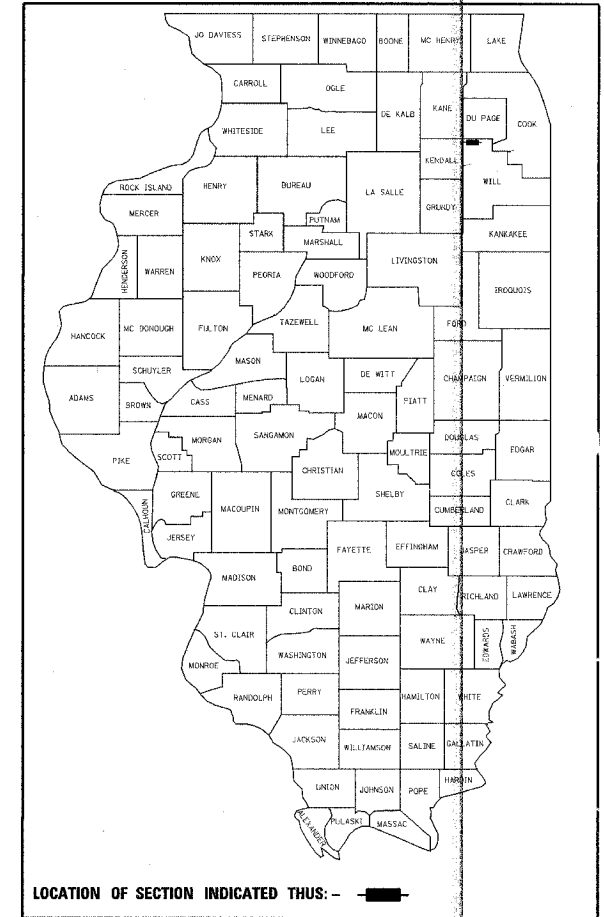 JO DAVIESS STEPHENSON WINNEBAGO BOONE MC HENRY LAKE
CARROLL OGLE
DE KALB KANE DU PAGE COOK
WHITESIDE LEE
KENDALL
WILL
ROCK ISLAND HENRY BUREAU LA SALLE
MERCER PUTNAM GRUNDY
STARK MARSHALL KANKAKEE
HENDERSON WARREN KNOX PEORIA WOODFORD LIVINGSTON
IROQUOIS
HANCOCK MC DONOUGH FULTON TAZEWELL MC LEAN FORD
MASON
SCHUYLER LOGAN DE WITT CHAMPAIGN VERMILION
ADAMS BROWN CASS MENARD PIATT
MACON
MORGAN SANGAMON DOUGLAS
PIKE SCOTT MOULTRIE EDGAR
CHRISTIAN COLES
GREENE SHELBY
CALHOUN MACOUPIN MONTGOMERY CUMBERLAND CLARK
JERSEY
FAYETTE EFFINGHAM JASPER CRAWFORD
MADISON BOND
CLAY RICHLAND LAWRENCE
CLINTON MARION
ST. CLAIR WAYNE EDWARDS WABASH
WASHINGTON JEFFERSON
MONROE
RANDOLPH PERRY HAMILTON WHITE
FRANKLIN
JACKSON WILLIAMSON SALINE GALLATIN
HARDIN
UNION JOHNSON POPE
ALEXANDER PULASKI MASSAC
LOCATION OF SECTION INDICATED THUS: -